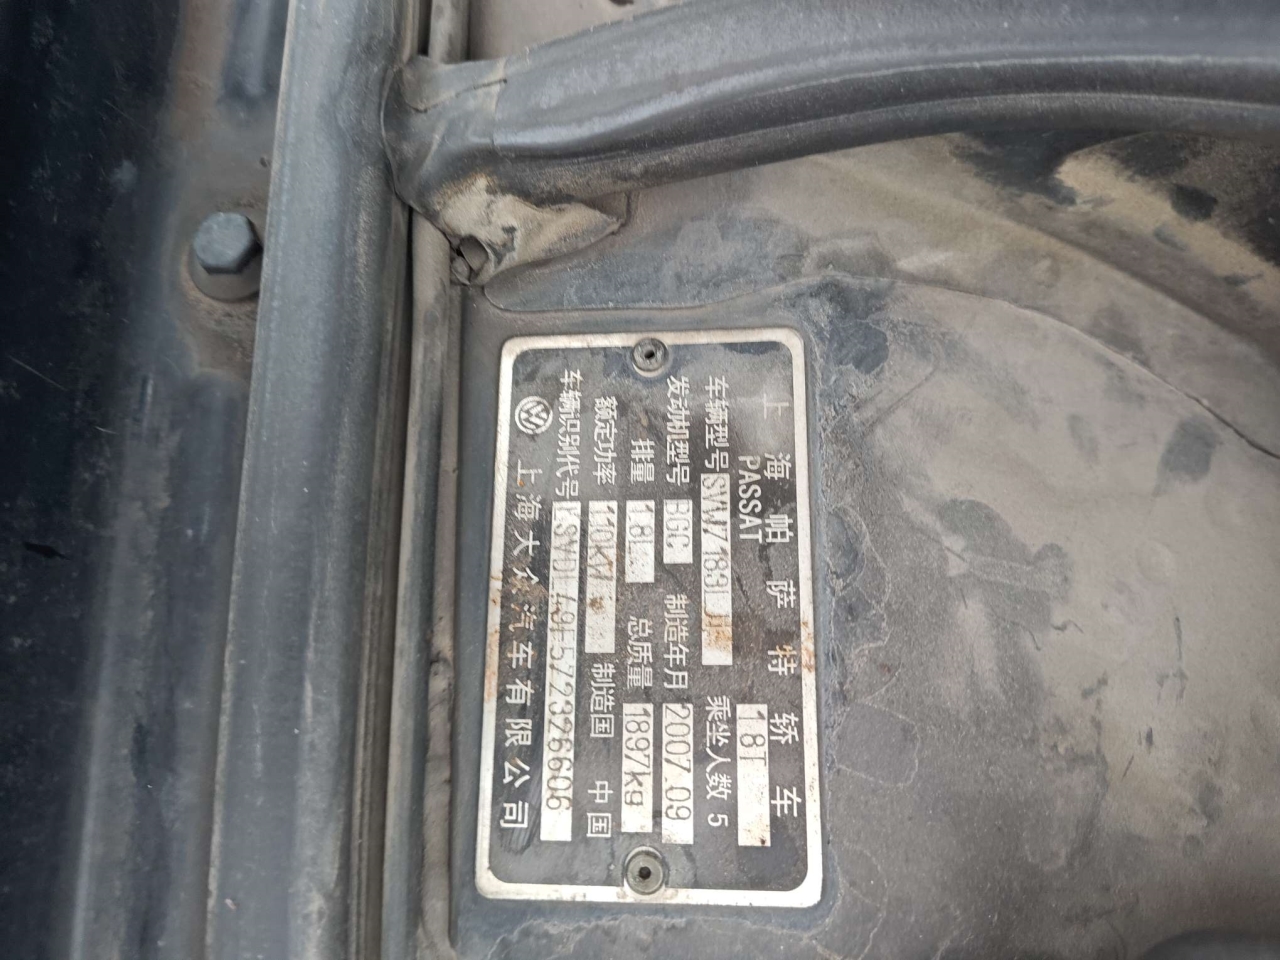 上海帕萨特轿车
PASSAT 1.8T
车辆型号 SVW7183LJF 乘坐人数 5
发动机型号 BGC 制造年月 2007.09
排量 1.8L 总质量 1897kg
额定功率 110KW 制造国 中国
车辆识别代号 LSVDL49F572326606
上海大众汽车有限公司